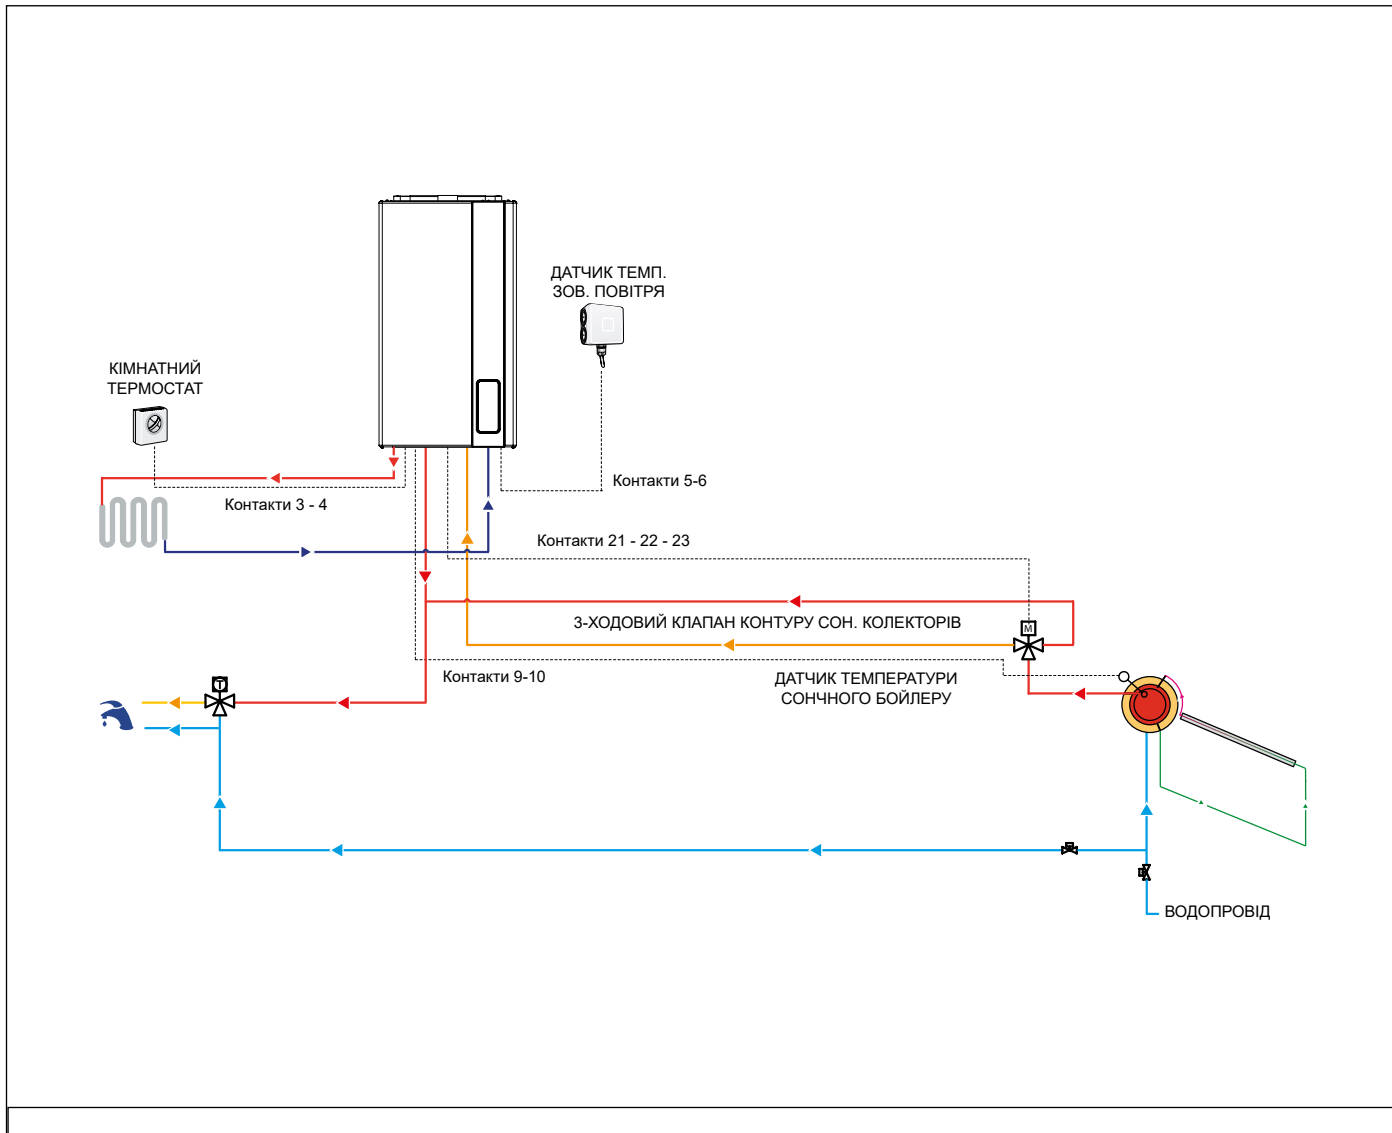 ДАТЧИК ТЕМП.
ЗОВ. ПОВІТРЯ
КІМНАТНИЙ
ТЕРМОСТАТ
Контакти 5-6
Контакти 3 - 4
Контакти 21 - 22 - 23
3-ХОДОВИЙ КЛАПАН КОНТУРУ СОН. КОЛЕКТОРІВ
M
Контакти 9-10
ДАТЧИК ТЕМПЕРАТУРИ
СОНЧНОГО БОЙЛЕРУ
T
ВОДОПРОВІД